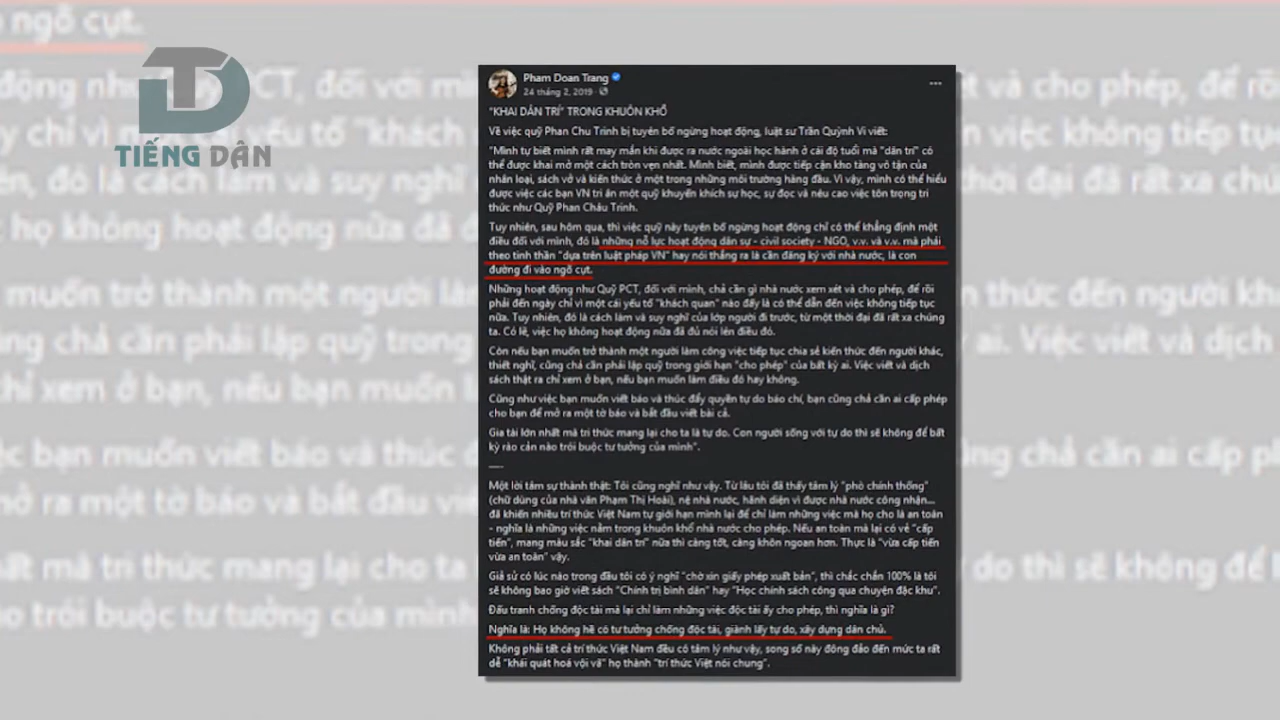 ngõ cụt.
TIẾNG DÂN
Pham Doan Trang
24 tháng 2, 2019
"KHAI DÂN TRÍ" TRONG KHUÔN KHỔ
Về việc quỹ Phan Chu Trinh bị tuyên bố ngừng hoạt động, luật sư Trần Quỳnh Vi viết:
"Mình tự biết mình rất may mắn khi được ra nước ngoài học hành ở cái độ tuổi mà "dân trí" có
thể được khai mở một cách tròn vẹn nhất. Mình biết, mình được tiếp cận kho tàng vô tận của
nhân loại, sách vở và kiến thức ở một trong những môi trường hàng đầu. Vì vậy, mình có thể hiểu
được việc các bạn VN tri ân một quỹ khuyến khích sự học, sự đọc và nêu cao việc tôn trọng tri
thức như Quỹ Phan Châu Trinh.
Tuy nhiên, sau hôm qua, thì việc quỹ này tuyên bố ngừng hoạt động chỉ có thể khẳng định một
điều đối với mình, đó là những nỗ lực hoạt động dân sự - civil society - NGO, v.v. và v.v. mà phải
theo tinh thần "dựa trên luật pháp VN" hay nói thẳng ra là cần đăng ký với nhà nước, là con
đường đi vào ngõ cụt.
Những hoạt động như Quỹ PCT, đối với mình, chả cần gì nhà nước xem xét và cho phép, để rồi
phải đến ngày chỉ vì một cái yếu tố "khách quan" nào đấy là có thể dẫn đến việc không tiếp tục
nữa. Tuy nhiên, đó là cách làm và suy nghĩ của lớp người đi trước, từ một thời đại đã rất xa chúng
ta. Có lẽ, việc họ không hoạt động nữa đã đủ nói lên điều đó.
Còn nếu bạn muốn trở thành một người làm công việc tiếp tục chia sẻ kiến thức đến người khác,
thiết nghĩ, cũng chả cần phải lập quỹ trong giới hạn "cho phép" của bất kỳ ai. Việc viết và dịch
sách thật ra chỉ xem ở bạn, nếu bạn muốn làm điều đó hay không.
Cũng như việc bạn muốn viết báo và thúc đẩy quyền tự do báo chí, bạn cũng chả cần ai cấp phép
cho bạn để mở ra một tờ báo và bắt đầu viết bài cả.
Gia tài lớn nhất mà tri thức mang lại cho ta là tự do. Con người sống với tự do thì sẽ không để bất
kỳ rào cản nào trói buộc tư tưởng của mình".
----
Một lời tâm sự thành thật: Tôi cũng nghĩ như vậy. Từ lâu tôi đã thấy tâm lý "phò chính thống"
(chữ dùng của nhà văn Phạm Thị Hoài), nệ nhà nước, hãnh diện vì được nhà nước công nhận...
đã khiến nhiều trí thức Việt Nam tự giới hạn mình lại để chỉ làm những việc mà họ cho là an toàn
- nghĩa là những việc nằm trong khuôn khổ nhà nước cho phép. Nếu an toàn mà lại có vẻ "cấp
tiến", mang màu sắc "khai dân trí" nữa thì càng tốt, càng khôn ngoan hơn. Thực là "vừa cấp tiến
vừa an toàn" vậy.
Giả sử có lúc nào trong đầu tôi có ý nghĩ "chờ xin giấy phép xuất bản", thì chắc chắn 100% là tôi
sẽ không bao giờ viết sách "Chính trị bình dân" hay "Học chính sách công qua chuyện đặc khu".
Đấu tranh chống độc tài mà lại chỉ làm những việc độc tài ấy cho phép, thì nghĩa là gì?
Nghĩa là: Họ không hề có tư tưởng chống độc tài, giành lấy tự do, xây dựng dân chủ.
Không phải tất cả trí thức Việt Nam đều có tâm lý như vậy, song số này đông đảo đến mức ta rất
dễ "khái quát hoá vội vã" họ thành "trí thức Việt nói chung".